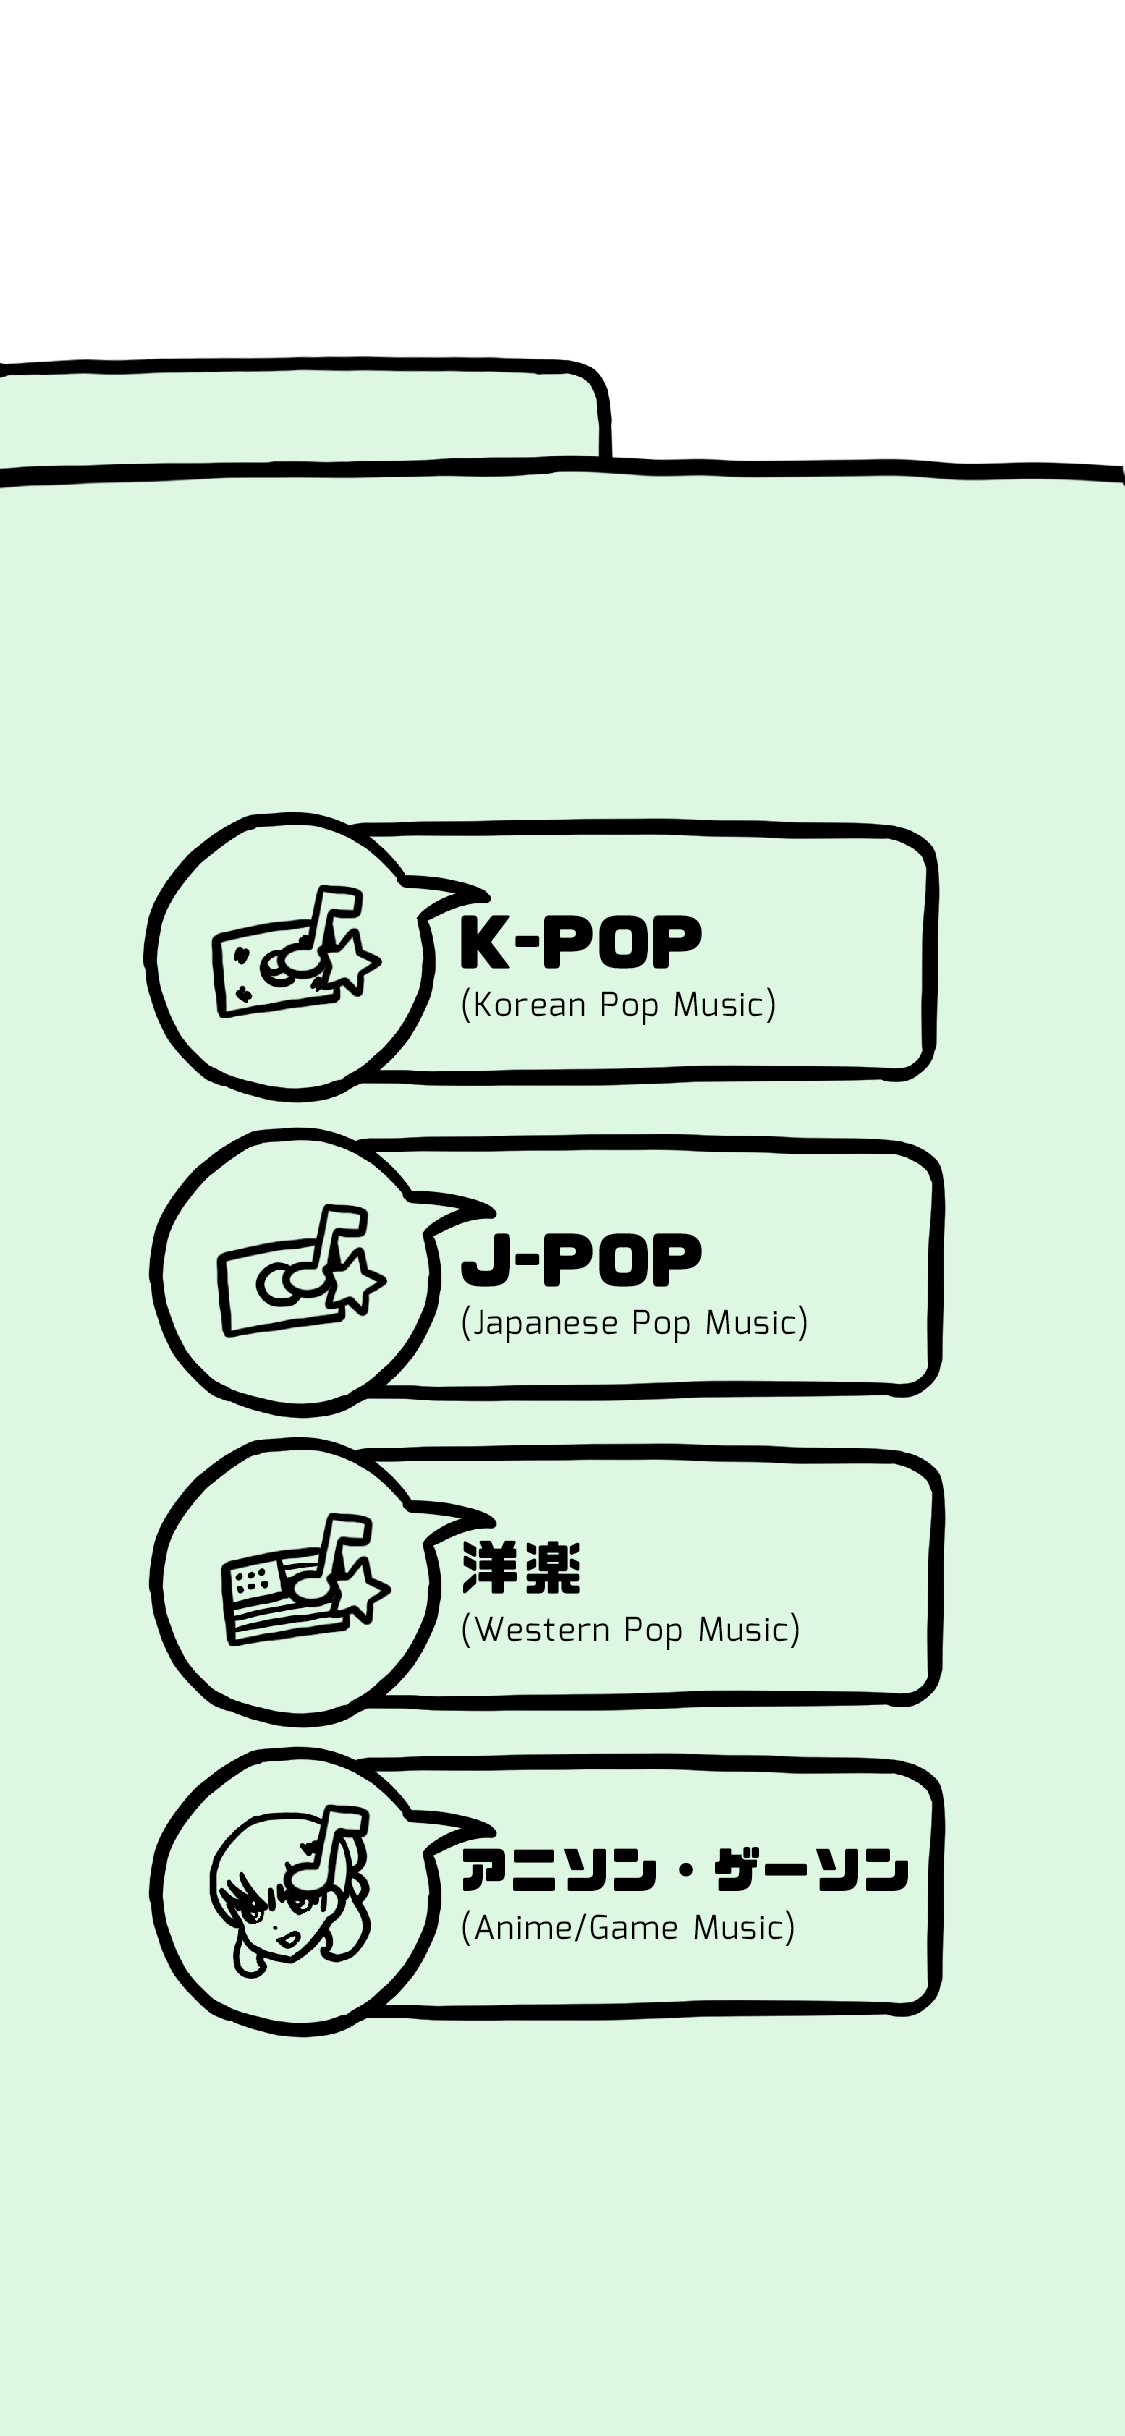 K-POP
(Korean Pop Music)
J-POP
(Japanese Pop Music)
洋楽
(Western Pop Music)
アニソン・ゲーソン
(Anime/Game Music)